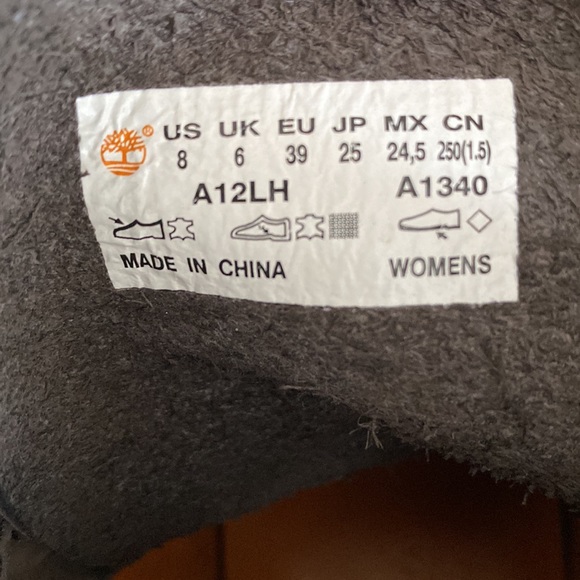 ® US UK EU JP MX CN
8 6 39 25 24,5 250(1.5)
A12LH A1340
MADE IN CHINA WOMENS